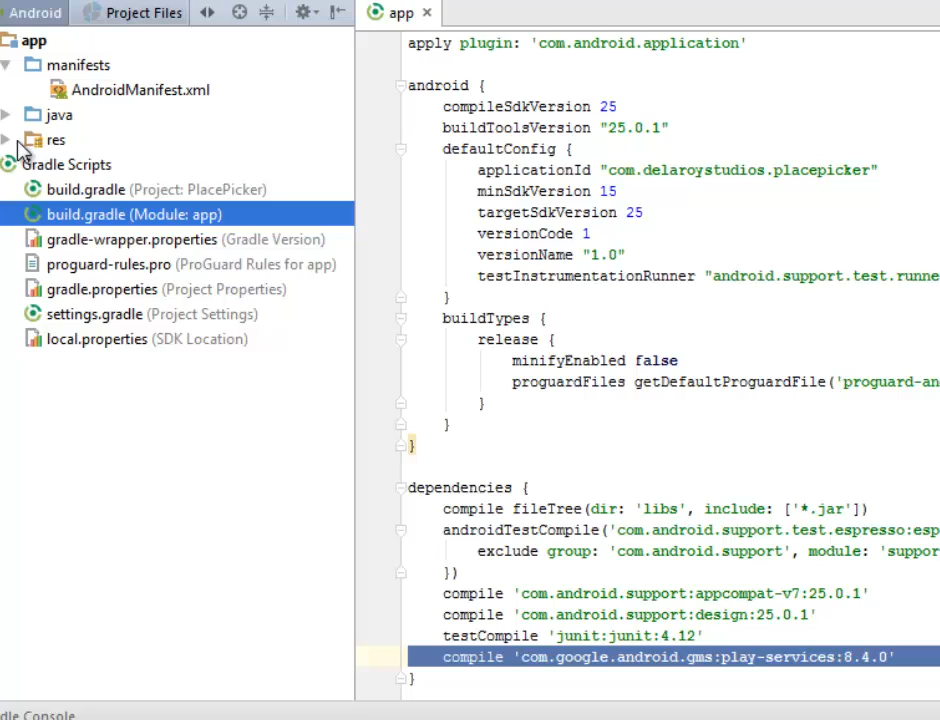 Android
Project Files
app
manifests
AndroidManifest.xml
java
res
Gradle Scripts
build.gradle (Project: PlacePicker)
build.gradle (Module: app)
gradle-wrapper.properties (Gradle Version)
proguard-rules.pro (ProGuard Rules for app)
gradle.properties (Project Properties)
settings.gradle (Project Settings)
local.properties (SDK Location)
app
apply plugin: 'com.android.application'
android {
compileSdkVersion 25
buildToolsVersion "25.0.1"
defaultConfig {
applicationId "com.delaroystudios.placepicker"
minSdkVersion 15
targetSdkVersion 25
versionCode 1
versionName "1.0"
testInstrumentationRunner "android.support.test.runne
}
buildTypes {
release {
minifyEnabled false
proguardFiles getDefaultProguardFile('proguard-an
}
}
}
dependencies {
compile fileTree(dir: 'libs', include: ['*.jar'])
androidTestCompile('com.android.support.test.espresso:esp
exclude group: 'com.android.support', module: 'suppor
})
compile 'com.android.support:appcompat-v7:25.0.1'
compile 'com.android.support:design:25.0.1'
testCompile 'junit:junit:4.12'
compile 'com.google.android.gms:play-services:8.4.0'
}
dle Console